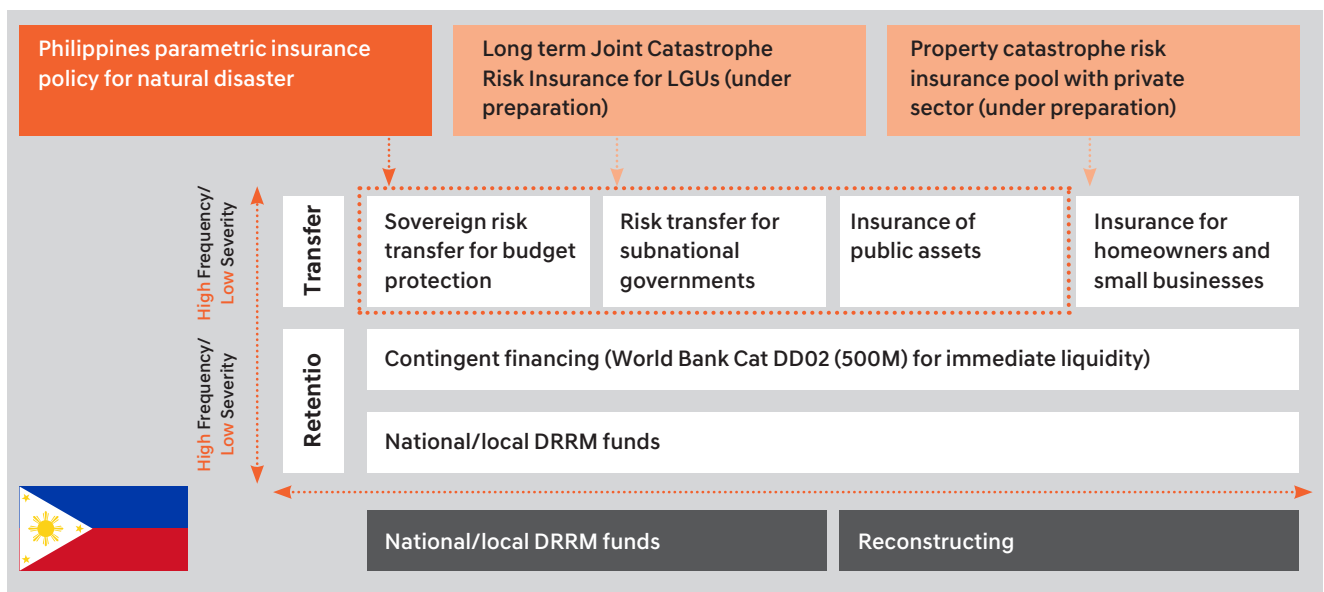 Philippines parametric insurance
policy for natural disaster
Long term Joint Catastrophe
Risk Insurance for LGUs (under
preparation)
Property catastrophe risk
insurance pool with private
sector (under preparation)
High Frequency/
Low Severity
Transfer
Sovereign risk
transfer for budget
protection
Risk transfer for
subnational
governments
Insurance of
public assets
Insurance for
homeowners and
small businesses
High Frequency/
Low Severity
Retentio
Contingent financing (World Bank Cat DD02 (500M) for immediate liquidity)
National/local DRRM funds
National/local DRRM funds
Reconstructing